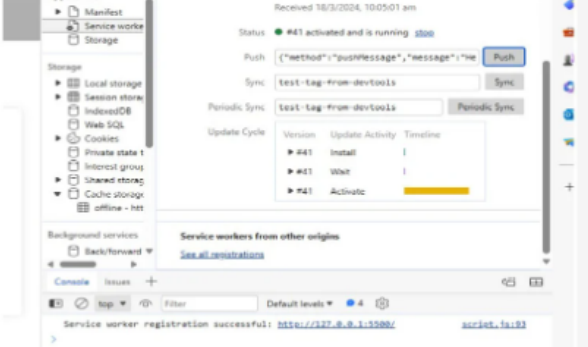 Manifest
Service worke
Storage
Storage
Local storage
Session storag
IndexedDB
Web SQL
Cookies
Private state t
Interest group
Shared storag
Cache storage
offline - htt
Background services
Back/forward
Received 18/3/2024, 10:05:01 am
Status #41 activated and is running stop
Push {"method":"pushMessage","message":"He Push
Sync test-tag-from-devtools Sync
Periodic Sync test-tag-from-devtools Periodic Sync
Update Cycle Version Update Activity Timeline
#41 Install
#41 Wait
#41 Activate
Service workers from other origins
See all registrations
Console Issues
top Filter Default levels 4
Service worker registration successful: http://127.0.0.1:5500/ script.js:93